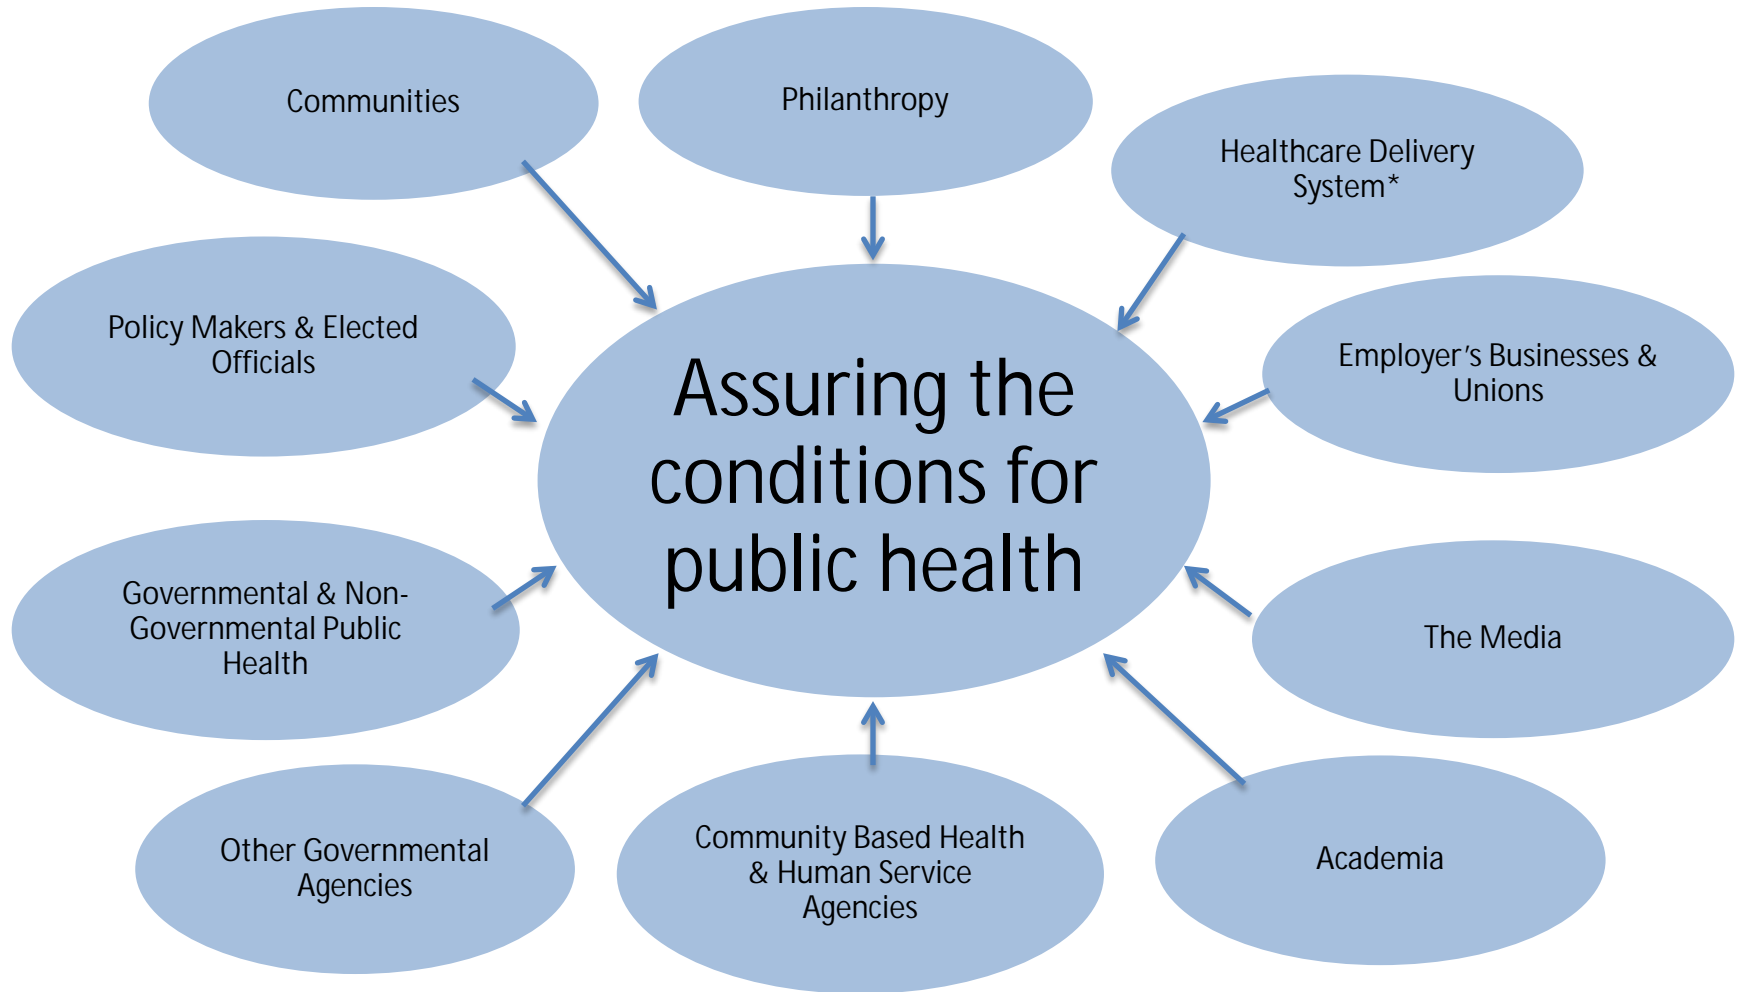 Communities
Philanthropy
Healthcare Delivery
System*
Policy Makers & Elected
Officials
Employer’s Businesses &
Unions
Assuring the
conditions for
public health
Governmental & Non-
Governmental Public
Health
The Media
Other Governmental
Agencies
Community Based Health
& Human Service
Agencies
Academia